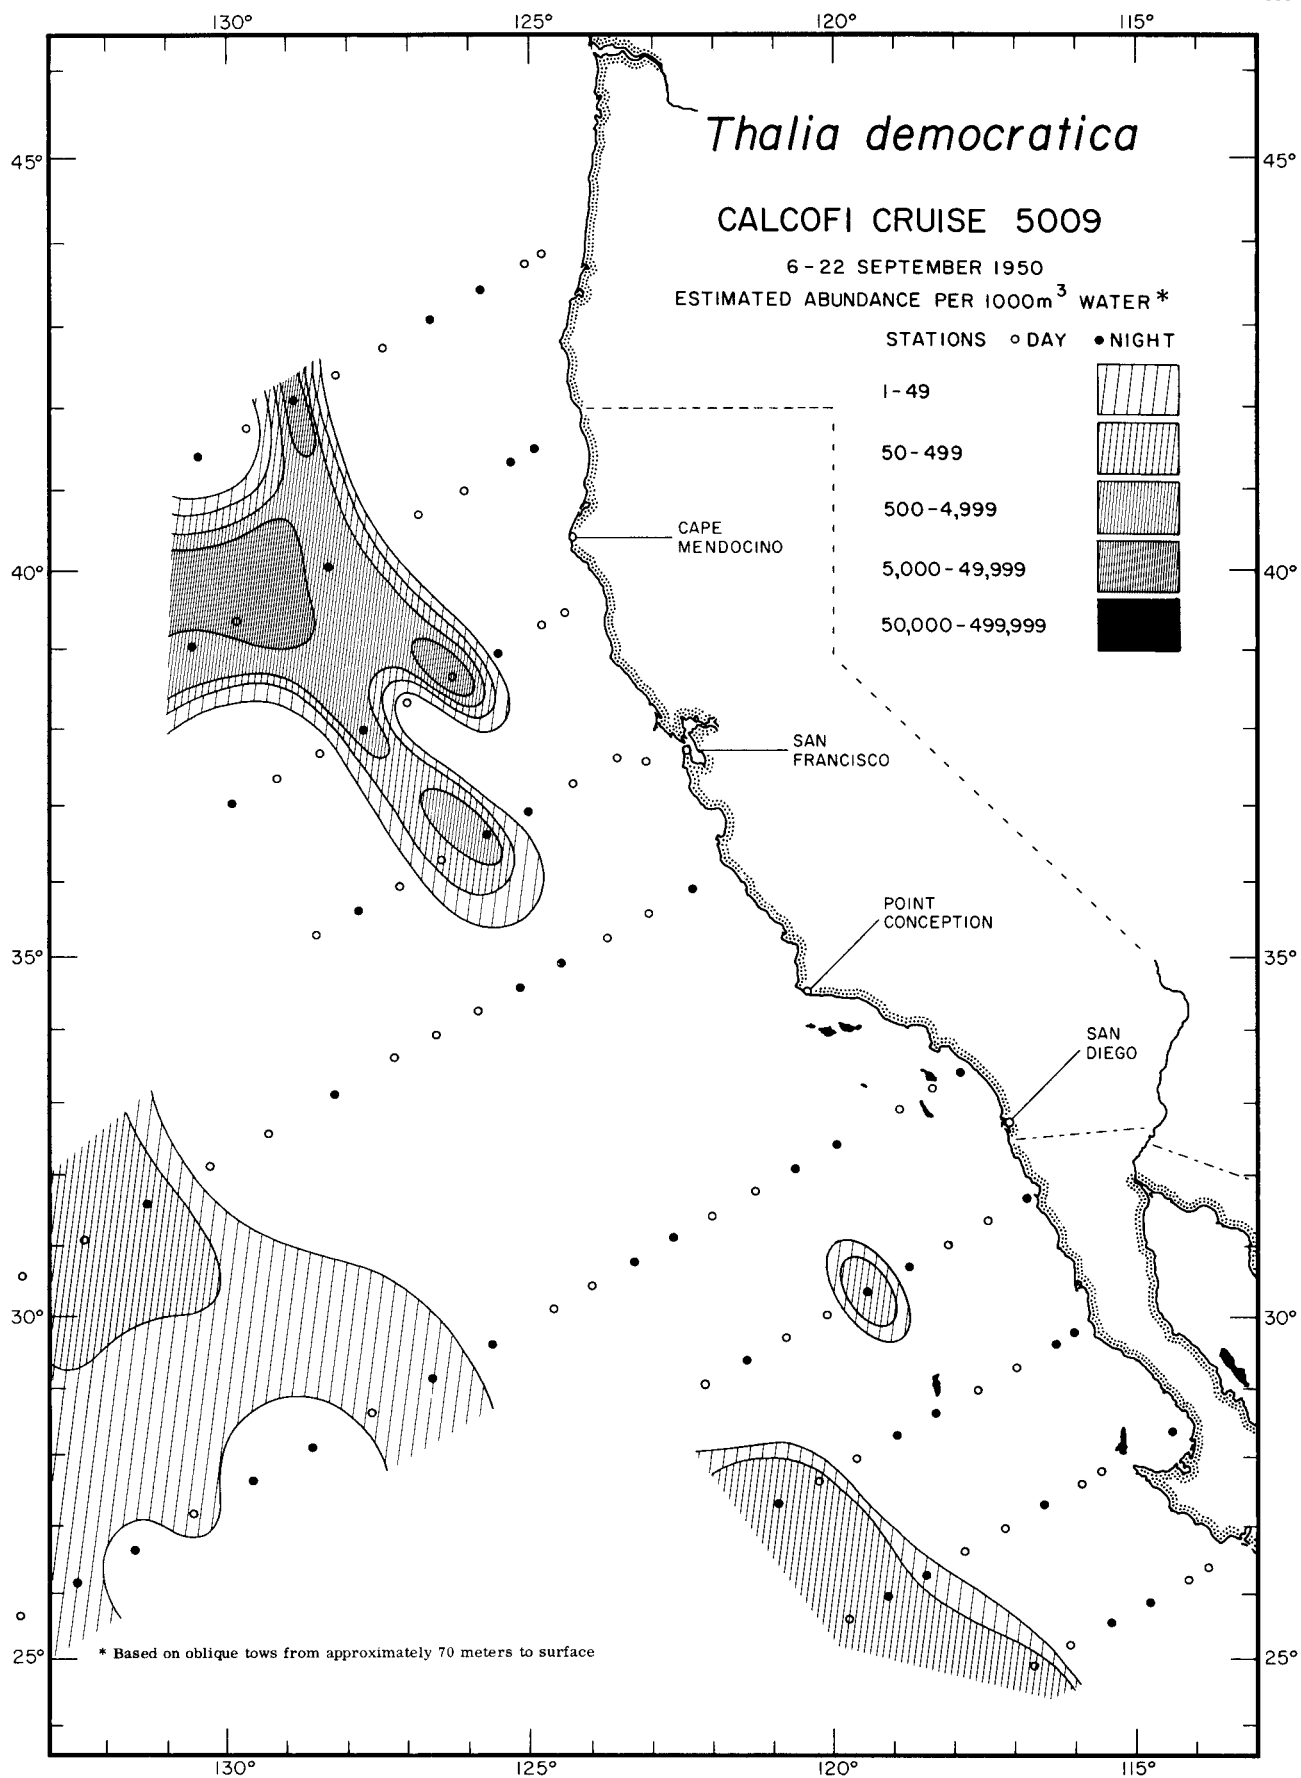 130° 125° 120° 115°
Thalia democratica
45° 45°
CALCOFI CRUISE 5009
6-22 SEPTEMBER 1950
ESTIMATED ABUNDANCE PER 1000m³ WATER*
STATIONS ○ DAY ● NIGHT
1-49
50-499
500-4,999
5,000-49,999
50,000-499,999
CAPE
MENDOCINO
40° 40°
SAN
FRANCISCO
POINT
CONCEPTION
35° 35°
SAN
DIEGO
30° 30°
25° 25°
* Based on oblique tows from approximately 70 meters to surface
130° 125° 120° 115°